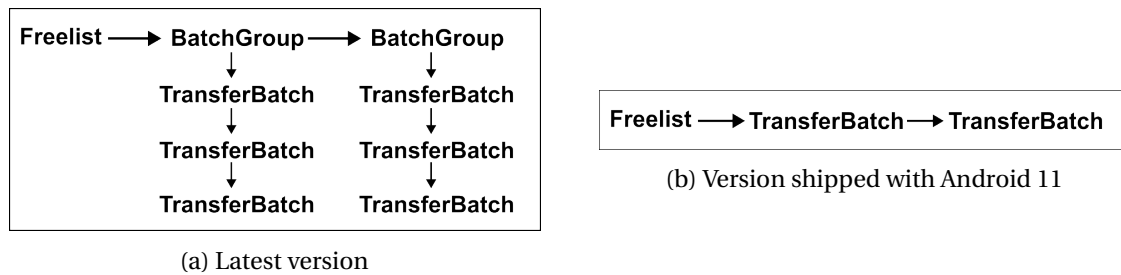 Freelist BatchGroup BatchGroup
TransferBatch TransferBatch
TransferBatch TransferBatch
TransferBatch TransferBatch
(a) Latest version
Freelist TransferBatch TransferBatch
(b) Version shipped with Android 11